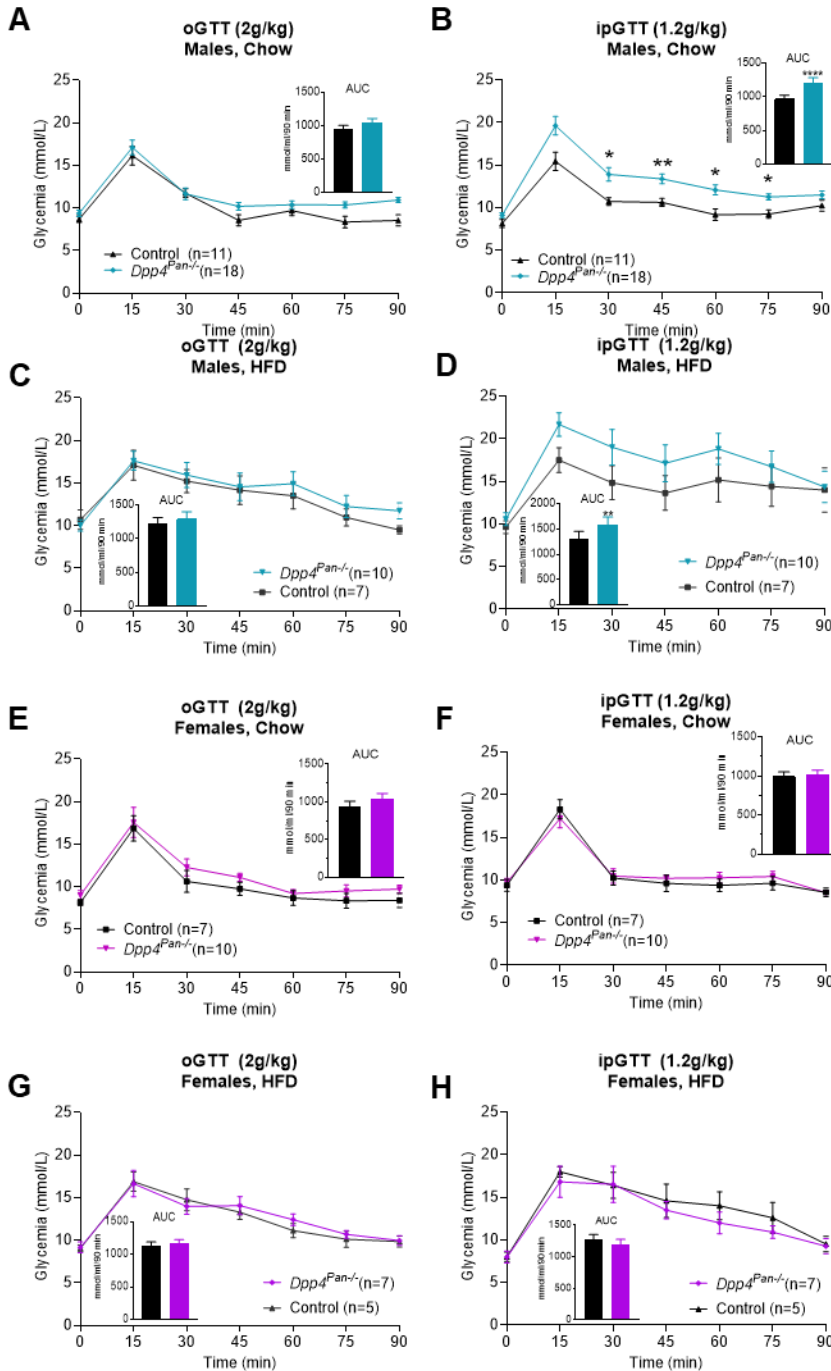 A
oGTT (2g/kg)
Males, Chow
AUC
mmol/ml/90 min
1500
1000
500
0
Glycemia (mmol/L)
25
20
15
10
5
0
Control (n=11)
Dpp4Pan-/-(n=18)
0 15 30 45 60 75 90
Time (min)
B
ipGTT (1.2g/kg)
Males, Chow
AUC
mmol/ml/90 min
1500
1000
500
0
****
Glycemia (mmol/L)
25
20
15
10
5
0
* ** * *
Control (n=11)
Dpp4Pan-/-(n=18)
0 15 30 45 60 75 90
Time (min)
C
oGTT (2g/kg)
Males, HFD
Glycemia (mmol/L)
25
20
15
10
5
0
AUC
mmol/ml/90 min
1500
1000
500
0
Dpp4Pan-/-(n=10)
Control (n=7)
0 15 30 45 60 75 90
Time (min)
D
ipGTT (1.2g/kg)
Males, HFD
Glycemia (mmol/L)
25
20
15
10
5
0
AUC
mmol/ml/90 min
2000
1500
1000
500
0
**
Dpp4Pan-/-(n=10)
Control (n=7)
0 15 30 45 60 75 90
Time (min)
E
oGTT (2g/kg)
Females, Chow
AUC
mmol/ml/90 min
1500
1000
500
0
Glycemia (mmol/L)
25
20
15
10
5
0
Control (n=7)
Dpp4Pan-/-(n=10)
0 15 30 45 60 75 90
Time (min)
F
ipGTT (1.2g/kg)
Females, Chow
AUC
mmol/ml/90 min
1500
1000
500
0
Glycemia (mmol/L)
25
20
15
10
5
0
Control (n=7)
Dpp4Pan-/-(n=10)
0 15 30 45 60 75 90
Time (min)
G
oGTT (2g/kg)
Females, HFD
Glycemia (mmol/L)
25
20
15
10
5
0
AUC
mmol/ml/90 min
1500
1000
500
0
Dpp4Pan-/-(n=7)
Control (n=5)
0 15 30 45 60 75 90
Time (min)
H
ipGTT (1.2g/kg)
Females, HFD
Glycemia (mmol/L)
25
20
15
10
5
0
AUC
mmol/ml/90 min
1500
1000
500
0
Dpp4Pan-/-(n=7)
Control (n=5)
0 15 30 45 60 75 90
Time (min)